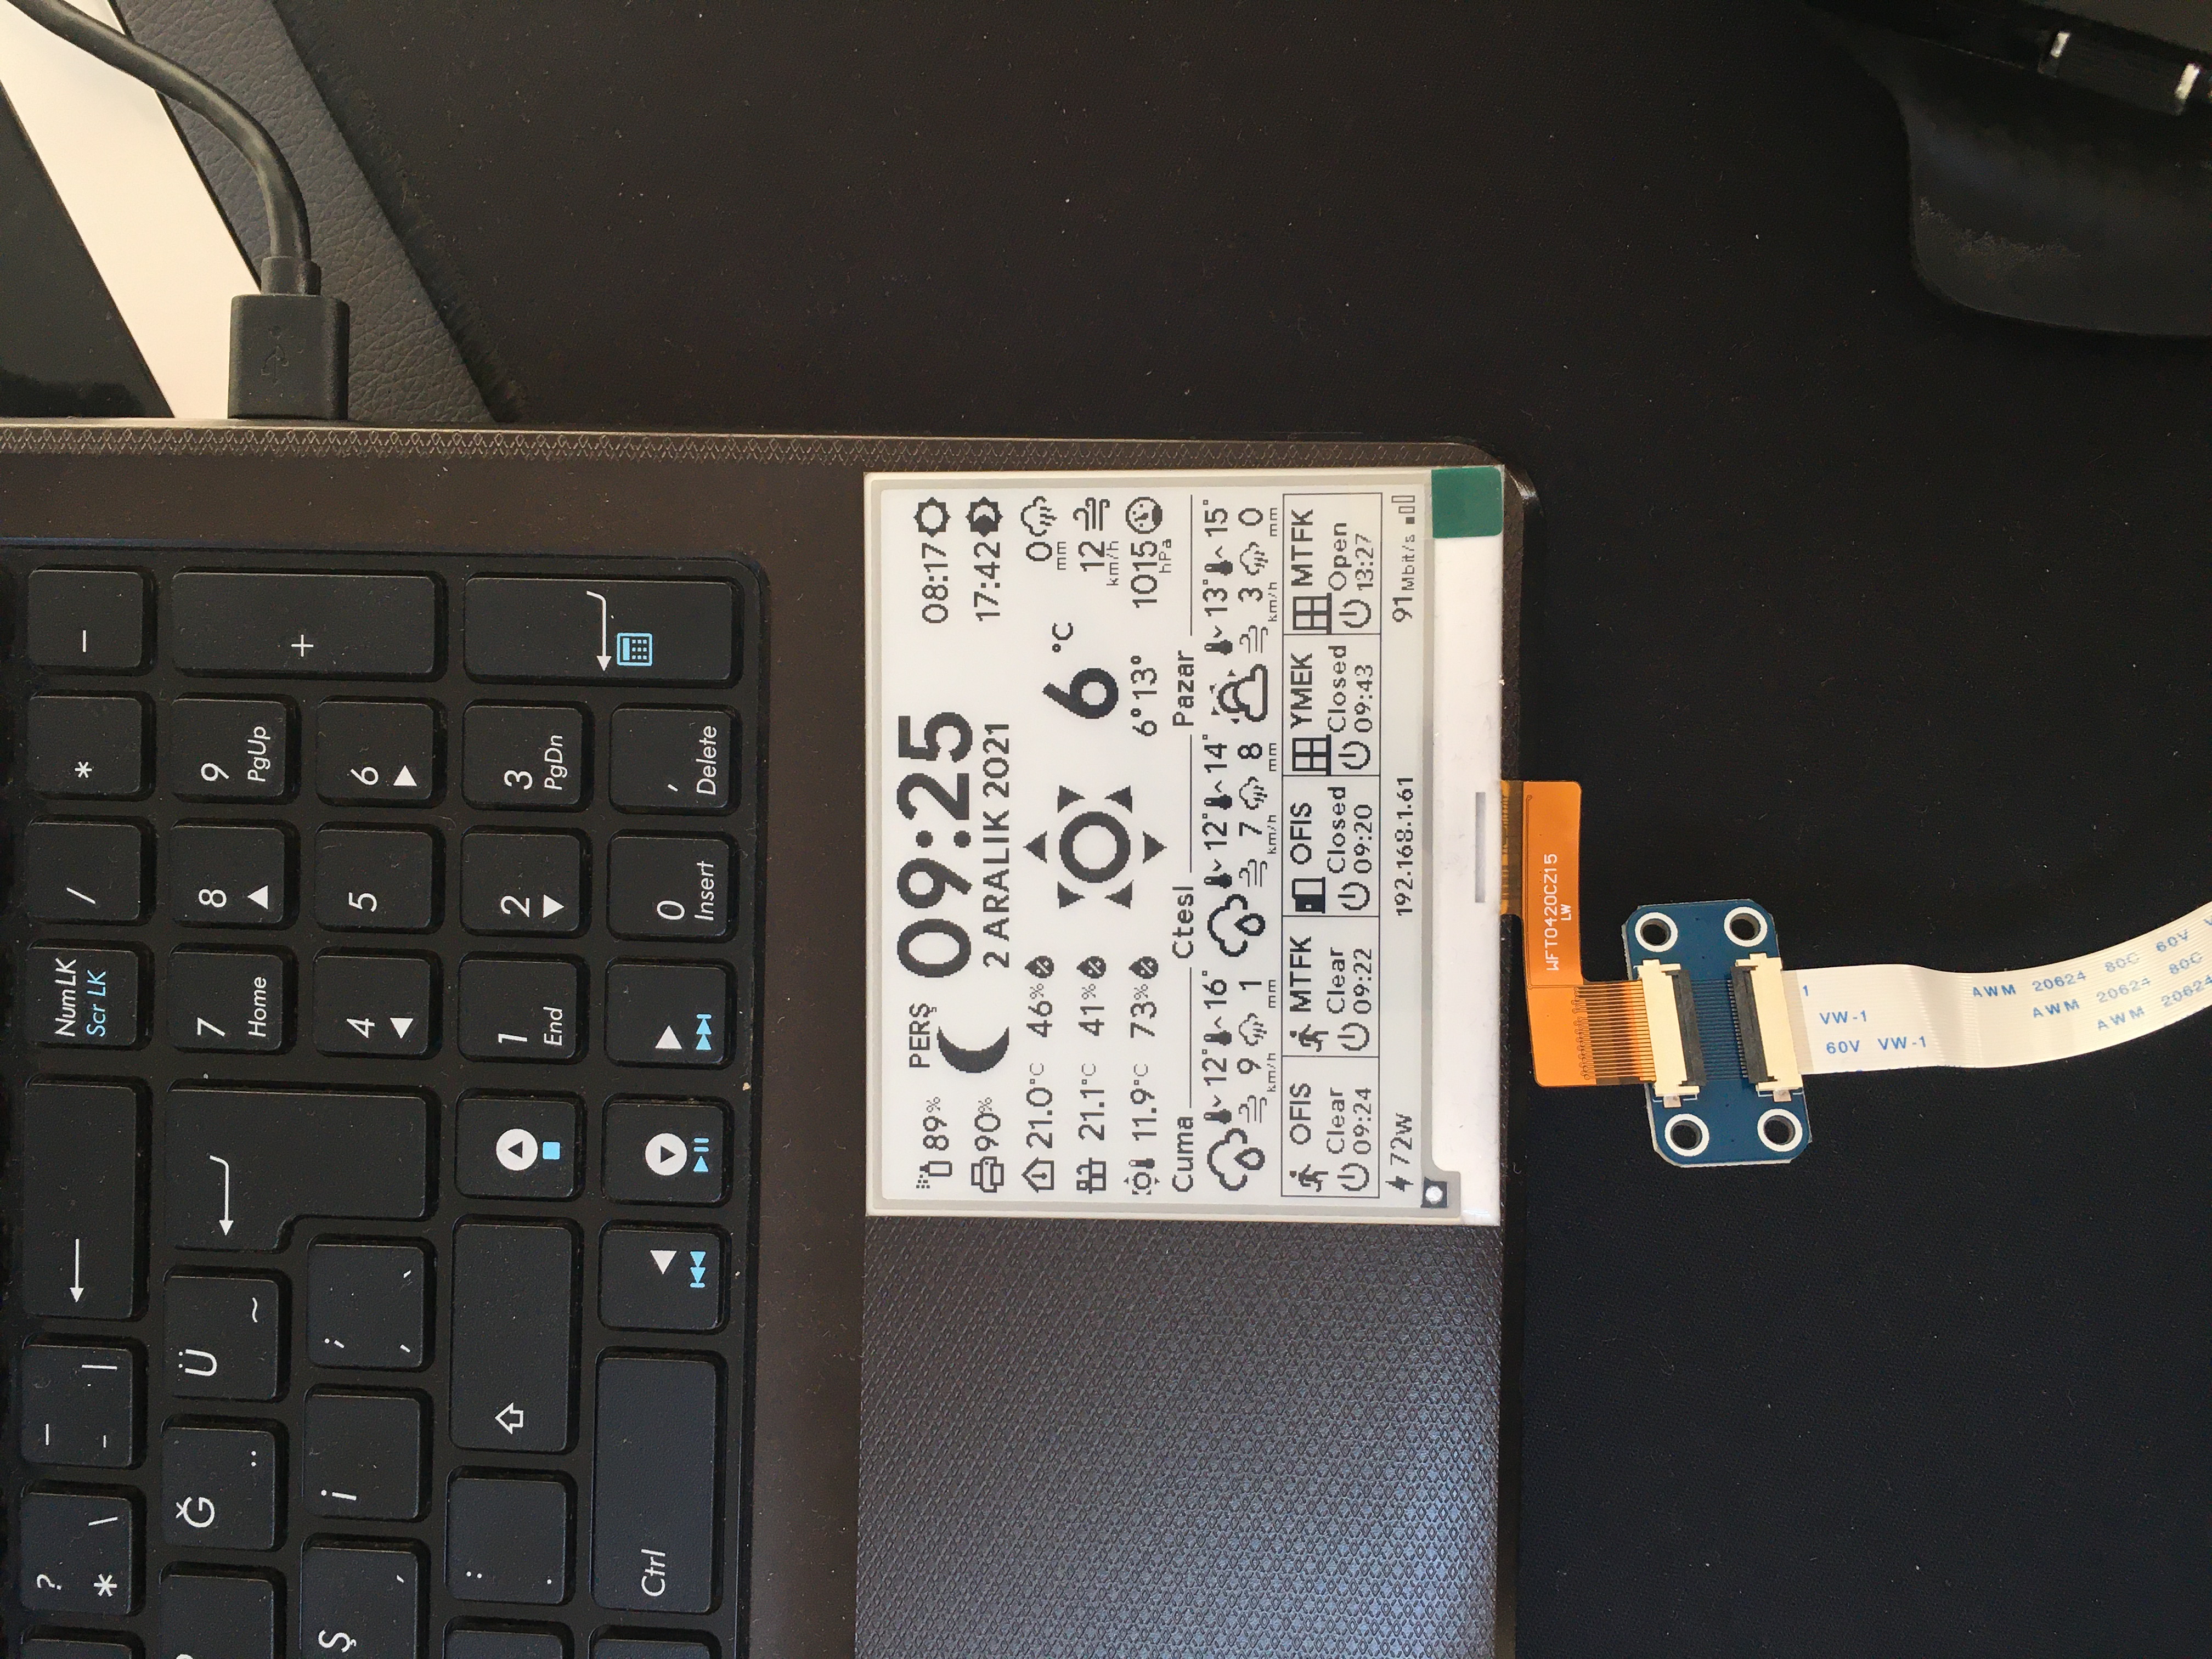 ? * \
– - |
NumLK
Scr LK
/
*
–
Ğ ¨
Ü ~
7
Home
8
9
PgUp
+
Ş ´
İ
; , `
4
5
6
: .
1
End
2
3
PgDn
Ctrl
0
Insert
,
Delete
89%
PERŞ
09:25
08:17
90%
2 ARALIK 2021
17:42
21.0°C 46%
6 °C
0
mm
21.1°C 41%
12
km/h
11.9°C 73%
6° 13°
1015
hPa
Cuma
Ctesl
Pazar
12° 16°
12° 14°
13° 15°
9 1
7 8
3 0
km/h mm
km/h mm
km/h mm
OFIS
MTFK
OFIS
YMEK
MTFK
Clear
Clear
Closed
Closed
Open
09:24
09:22
09:20
09:43
13:27
72W
192.168.1.61
91 Mbit/s
WFT0420CZ15
LW
1
VW-1
60V VW-1
AWM 20624 80C 60V
AWM 20624 80C
AWM 20624